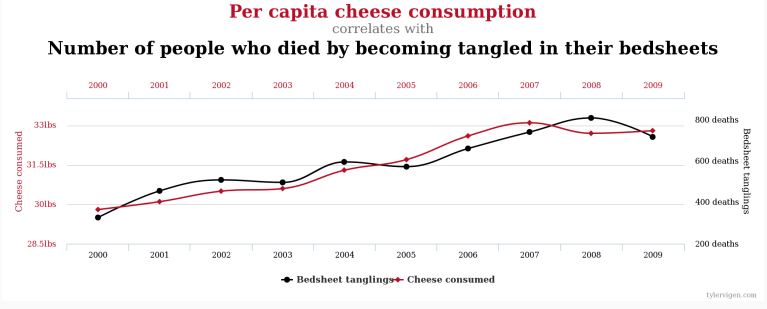 Per capita cheese consumption
correlates with
Number of people who died by becoming tangled in their bedsheets
2000 2001 2002 2003 2004 2005 2006 2007 2008 2009
Cheese consumed
33lbs
31.5lbs
30lbs
28.5lbs
800 deaths
600 deaths
400 deaths
200 deaths
Bedsheet tanglings
2000 2001 2002 2003 2004 2005 2006 2007 2008 2009
Bedsheet tanglings Cheese consumed
tylervigen.com